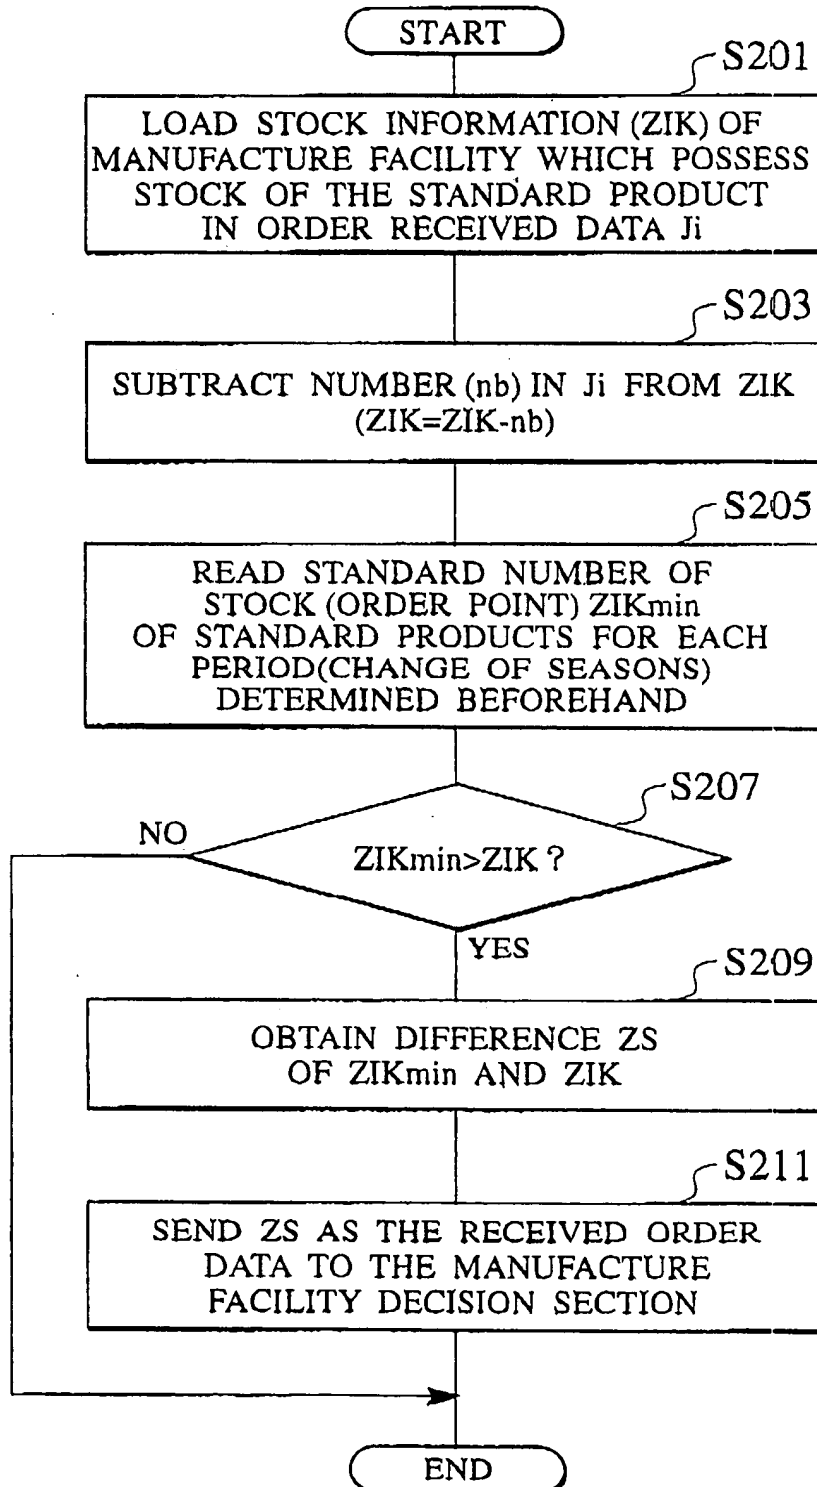 START
S201
LOAD STOCK INFORMATION (ZIK) OF
MANUFACTURE FACILITY WHICH POSSESS
STOCK OF THE STANDARD PRODUCT
IN ORDER RECEIVED DATA Ji
S203
SUBTRACT NUMBER (nb) IN Ji FROM ZIK
(ZIK=ZIK-nb)
S205
READ STANDARD NUMBER OF
STOCK (ORDER POINT) ZIKmin
OF STANDARD PRODUCTS FOR EACH
PERIOD(CHANGE OF SEASONS)
DETERMINED BEFOREHAND
S207
NO
ZIKmin>ZIK ?
YES
S209
OBTAIN DIFFERENCE ZS
OF ZIKmin AND ZIK
S211
SEND ZS AS THE RECEIVED ORDER
DATA TO THE MANUFACTURE
FACILITY DECISION SECTION
END